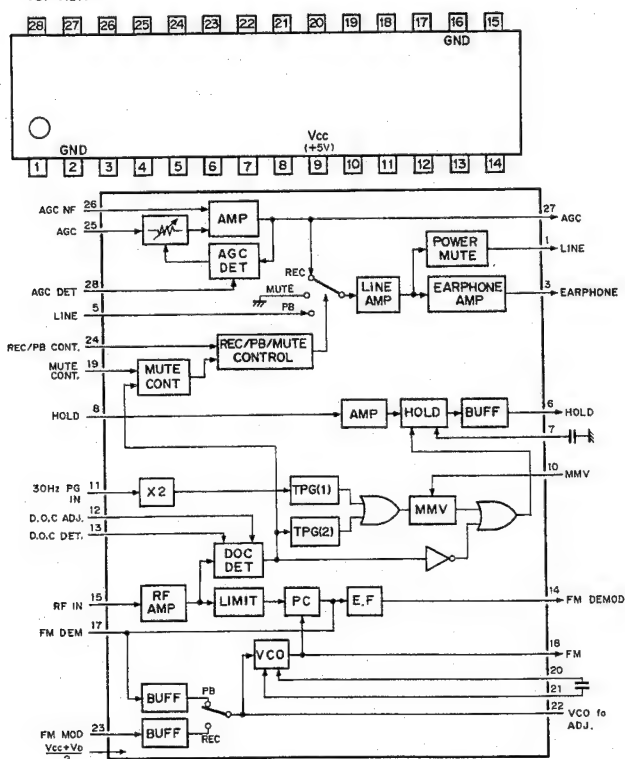 28 27 26 25 24 23 22 21 20 19 18 17 16 15
GND
Vcc
(+5V)
GND
1 2 3 4 5 6 7 8 9 10 11 12 13 14
AGC NF 26
AMP
27 AGC
AGC 25
AGC
DET
POWER
MUTE
1 LINE
AGC DET 28
REC
MUTE
PB
LINE
AMP
EARPHONE
AMP
3 EARPHONE
LINE 5
REC/PB CONT. 24
REC/PB/MUTE
CONTROL
MUTE
CONT. 19
MUTE
CONT
HOLD 8
AMP
HOLD
BUFF
6 HOLD
7
30Hz PG
IN 11
X2
TPG(1)
10 MMV
D.O.C ADJ. 12
MMV
D.O.C DET. 13
TPG(2)
DOC
DET
RF IN 15
RF
AMP
LIMIT
PC
E.F
14 FM DEMOD
FM DEM 17
VCO
18 FM
20
21
BUFF
PB
22 VCO fo
ADJ.
FM MOD 23
BUFF
REC
Vcc+VD